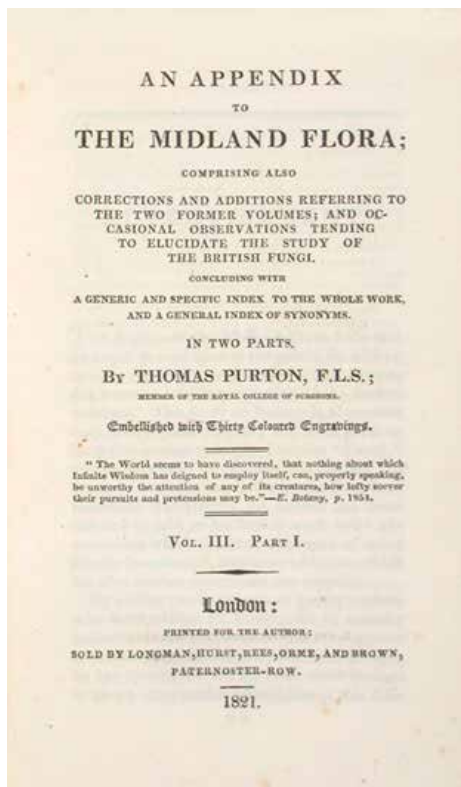 AN APPENDIX
TO
THE MIDLAND FLORA;
COMPRISING ALSO
CORRECTIONS AND ADDITIONS REFERRING TO
THE TWO FORMER VOLUMES; AND OC-
CASIONAL OBSERVATIONS TENDING
TO ELUCIDATE THE STUDY OF
THE BRITISH FUNGI.
CONCLUDING WITH
A GENERIC AND SPECIFIC INDEX TO THE WHOLE WORK,
AND A GENERAL INDEX OF SYNONYMS.
IN TWO PARTS.
BY THOMAS PURTON, F.L.S.;
MEMBER OF THE ROYAL COLLEGE OF SURGEONS.
Embellished with Thirty Coloured Engravings.
" The World seems to have discovered, that nothing about which
Infinite Wisdom has deigned to employ itself, can, properly speaking,
be unworthy the attention of any of its creatures, how lofty soever
their pursuits and pretensions may be."—E. Botany, p. 1854.
VOL. III. PART I.
London:
PRINTED FOR THE AUTHOR;
SOLD BY LONGMAN, HURST, REES, ORME, AND BROWN,
PATERNOSTER-ROW.
1821.